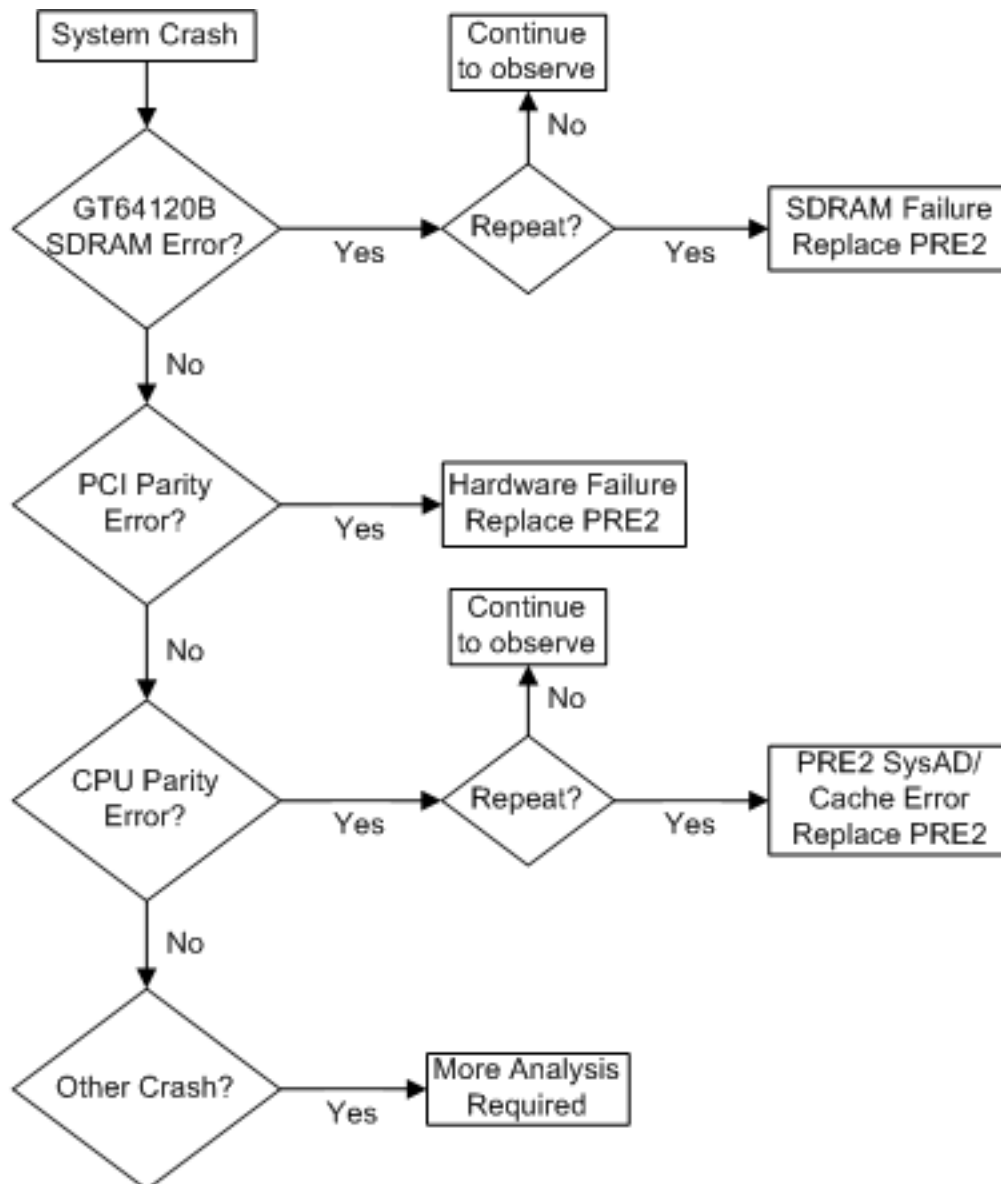 System Crash
Continue
to observe
No
GT64120B
SDRAM Error?
Yes
Repeat?
Yes
SDRAM Failure
Replace PRE2
No
PCI Parity
Error?
Yes
Hardware Failure
Replace PRE2
No
Continue
to observe
No
CPU Parity
Error?
Yes
Repeat?
Yes
PRE2 SysAD/
Cache Error
Replace PRE2
No
Other Crash?
Yes
More Analysis
Required